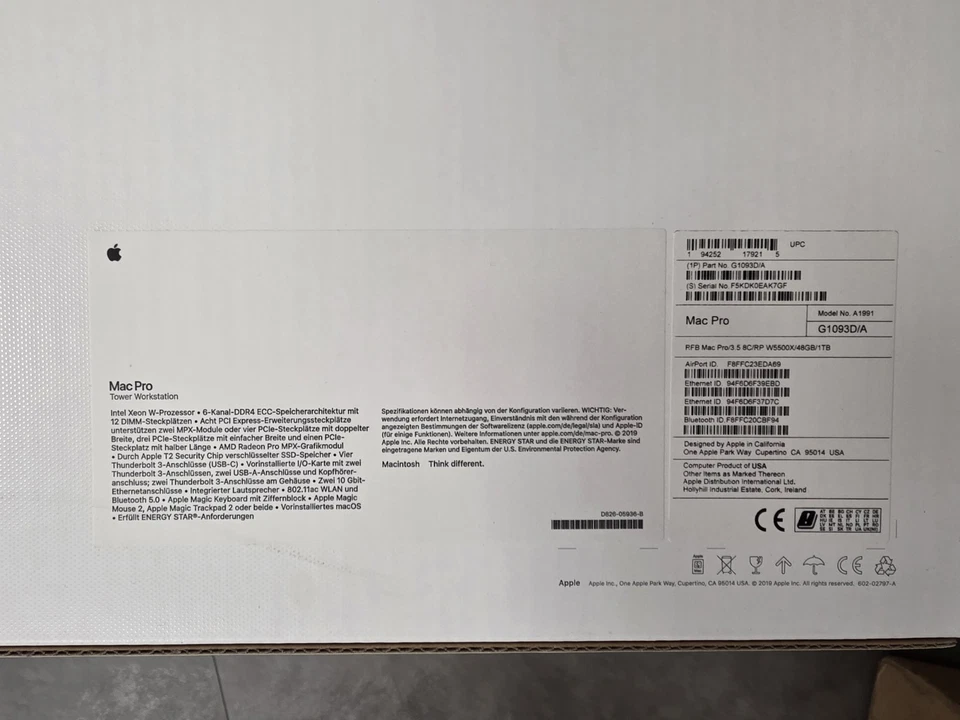 Mac Pro
Tower Workstation
Intel Xeon W-Prozessor • 6-Kanal-DDR4 ECC-Speicherarchitektur mit
12 DIMM-Steckplätzen • Acht PCI Express-Erweiterungssteckplätze
unterstützen zwei MPX-Module oder vier PCIe-Steckplätze mit doppelter
Breite, drei PCIe-Steckplätze mit einfacher Breite und einen PCIe-
Steckplatz mit halber Länge • AMD Radeon Pro MPX-Grafikmodul
• Durch Apple T2 Security Chip verschlüsselter SSD-Speicher • Vier
Thunderbolt 3-Anschlüsse (USB-C) • Vorinstallierte I/O-Karte mit zwei
Thunderbolt 3-Anschlüssen, zwei USB-A-Anschlüsse und Kopfhörer-
anschluss; zwei Thunderbolt 3-Anschlüsse am Gehäuse • Zwei 10 Gbit-
Ethernetanschlüsse • Integrierter Lautsprecher • 802.11ac WLAN und
Bluetooth 5.0 • Apple Magic Keyboard mit Ziffernblock • Apple Magic
Mouse 2, Apple Magic Trackpad 2 oder beide • Vorinstalliertes macOS
• Erfüllt ENERGY STAR®-Anforderungen
Spezifikationen können abhängig von der Konfiguration variieren. WICHTIG: Ver-
wendung erfordert Internetzugang, Einverständnis mit den während der Konfiguration
angezeigten Bestimmungen der Softwarelizenz (apple.com/de/legal/sla) und Apple-ID
(für einige Funktionen). Weitere Informationen unter apple.com/de/mac-pro. © 2019
Apple Inc. Alle Rechte vorbehalten. ENERGY STAR und die ENERGY STAR-Marke sind
eingetragene Marken und Eigentum der U.S. Environmental Protection Agency.
Macintosh Think different.
D826-05936-B
1 94252 17921 5 UPC
(1P) Part No. G1093D/A
(S) Serial No. F5KDK0EAK7GF
Mac Pro
Model No. A1991
G1093D/A
RFB Mac Pro/3.5 8C/RP W5500X/48GB/1TB
AirPort ID. F8FFC23EDA69
Ethernet ID 94F6D6F39EBD
Ethernet ID 94F6D6F37D7C
Bluetooth ID. F8FFC20CBF94
Designed by Apple in California
One Apple Park Way Cupertino CA 95014 USA
Computer Product of USA
Other Items as Marked Thereon
Apple Distribution International Ltd.
Hollyhill Industrial Estate, Cork, Ireland
CE
Apple
CE
Apple Apple Inc., One Apple Park Way, Cupertino, CA 95014 USA. © 2019 Apple Inc. All rights reserved. 602-02797-A